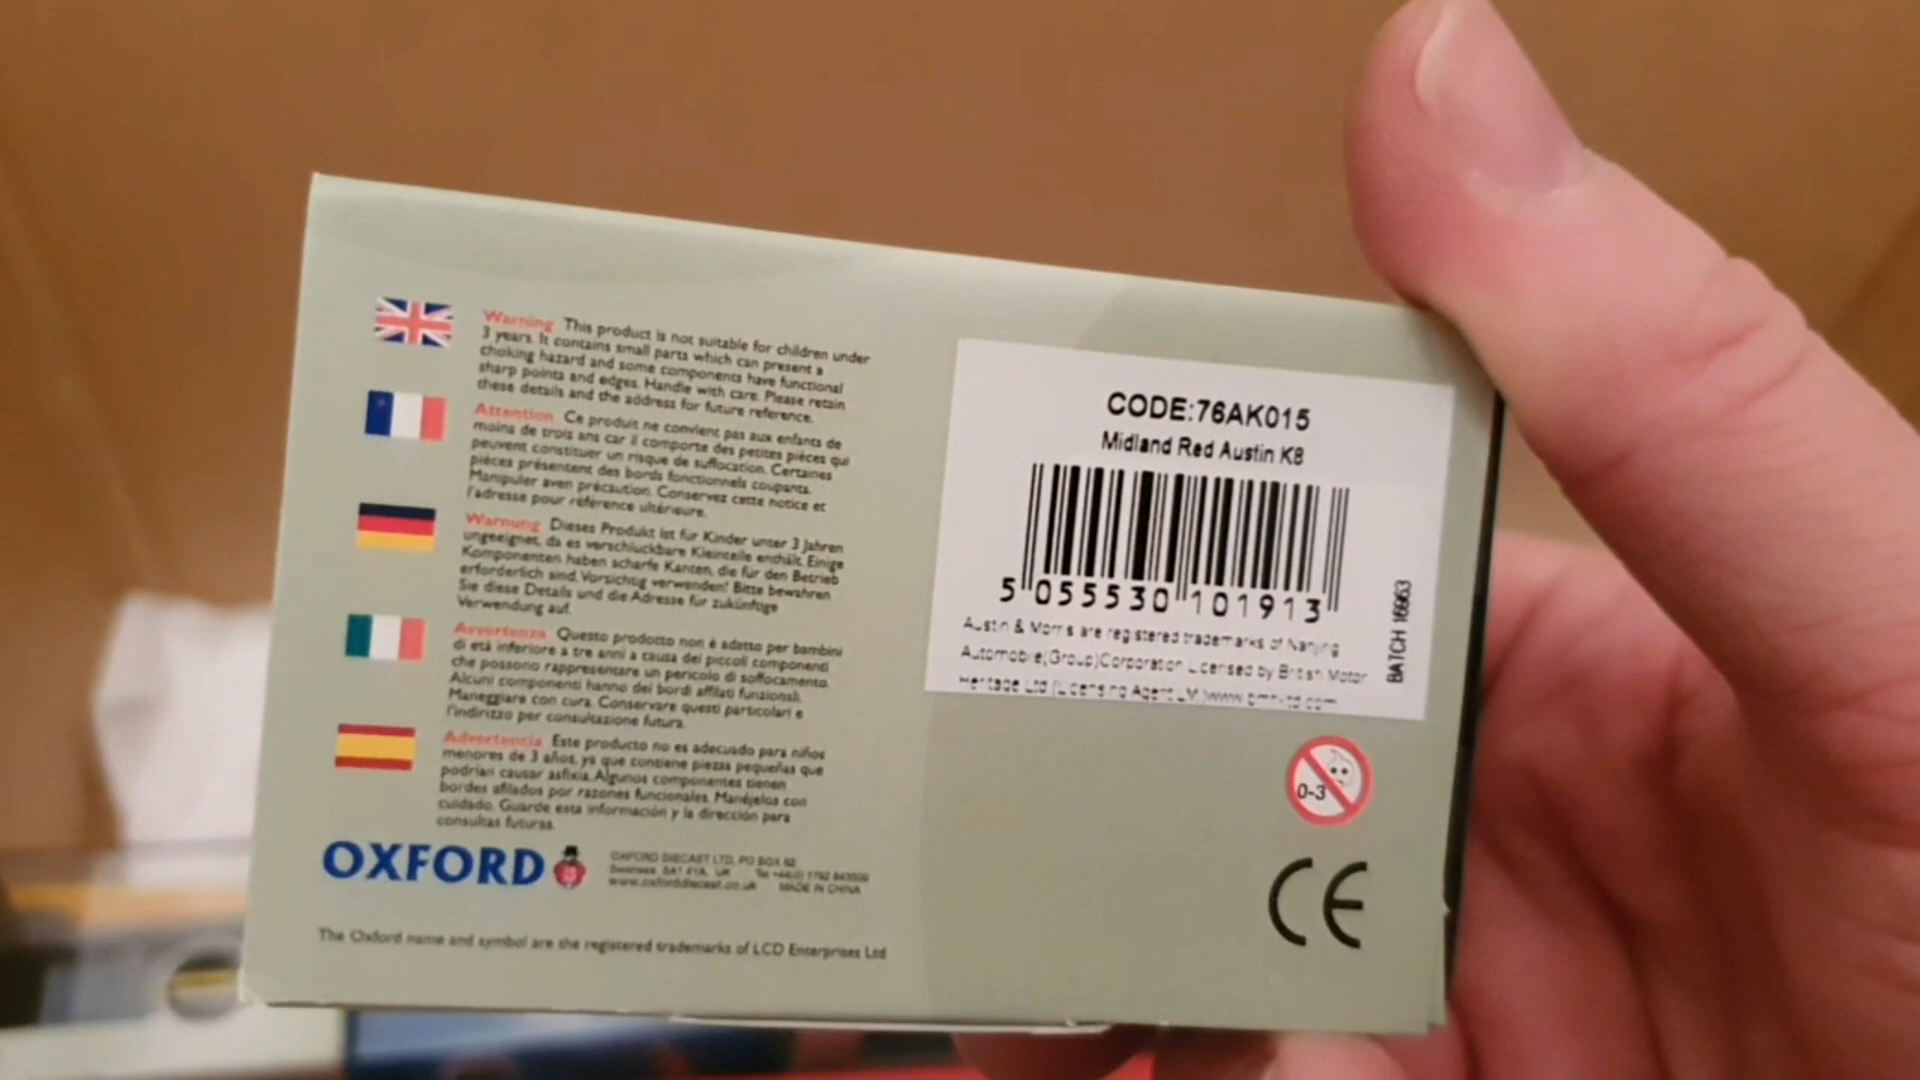 Warning This product is not suitable for children under
3 years. It contains small parts which can present a
choking hazard and some components have functional
sharp points and edges. Handle with care. Please retain
these details and the address for future reference.
Attention Ce produit ne convient pas aux enfants de
moins de trois ans car il comporte des petites pièces qui
peuvent constituer un risque de suffocation. Certaines
pièces présentent des bords fonctionnels coupants.
Manipuler aven précaution. Conservez cette notice et
l'adresse pour référence ultérieure.
Warnung Dieses Produkt ist für Kinder unter 3 Jahren
ungeeignet, da es verschluckbare Kleinteile enthält. Einige
Komponenten haben scharfe Kanten, die für den Betrieb
erforderlich sind. Vorsichtig verwenden! Bitte bewahren
Sie diese Details und die Adresse für zukünftige
Verwendung auf.
Avvertenza Questo prodotto non è adatto per bambini
di età inferiore a tre anni a causa dei piccoli componenti
che possono rappresentare un pericolo di soffocamento.
Alcuni componenti hanno dei bordi affilati funzionali.
Maneggiare con cura. Conservare questi particolari e
l'indirizzo per consultazione futura.
Advertencia Este producto no es adecuado para niños
menores de 3 años, ya que contiene piezas pequeñas que
podrían causar asfixia. Algunos componentes tienen
bordes afilados por razones funcionales. Manéjelos con
cuidado. Guarde esta información y la dirección para
consultas futuras.
OXFORD
OXFORD DIECAST LTD, PO BOX 62,
Swansea SA1 4YA, UK Tel +44(0) 1792 643500
www.oxforddiecast.co.uk MADE IN CHINA
The Oxford name and symbol are the registered trademarks of LCD Enterprises Ltd
CODE:76AK015
Midland Red Austin K8
5 055530 101913
Austin & Morris are registered trademarks of Nanjing
Automobile(Group)Corporation Licensed by British Motor
Heritage Ltd (Licensing Agent LMI)www.bmh-ltd.com
BATCH 16963
0-3
CE